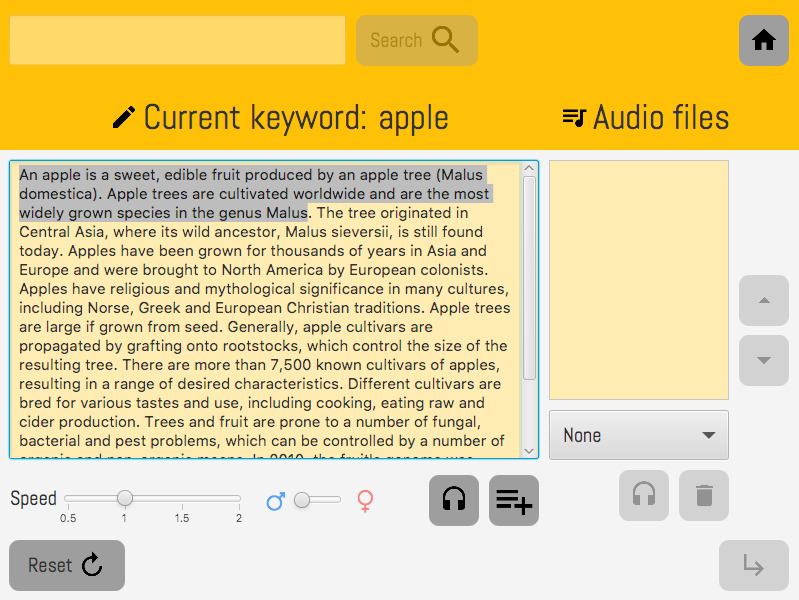 Search
Current keyword: apple
Audio files
An apple is a sweet, edible fruit produced by an apple tree (Malus
domestica). Apple trees are cultivated worldwide and are the most
widely grown species in the genus Malus. The tree originated in
Central Asia, where its wild ancestor, Malus sieversii, is still found
today. Apples have been grown for thousands of years in Asia and
Europe and were brought to North America by European colonists.
Apples have religious and mythological significance in many cultures,
including Norse, Greek and European Christian traditions. Apple trees
are large if grown from seed. Generally, apple cultivars are
propagated by grafting onto rootstocks, which control the size of the
resulting tree. There are more than 7,500 known cultivars of apples,
resulting in a range of desired characteristics. Different cultivars are
bred for various tastes and use, including cooking, eating raw and
cider production. Trees and fruit are prone to a number of fungal,
bacterial and pest problems, which can be controlled by a number of
None
Speed
0.5 1 1.5 2
Reset